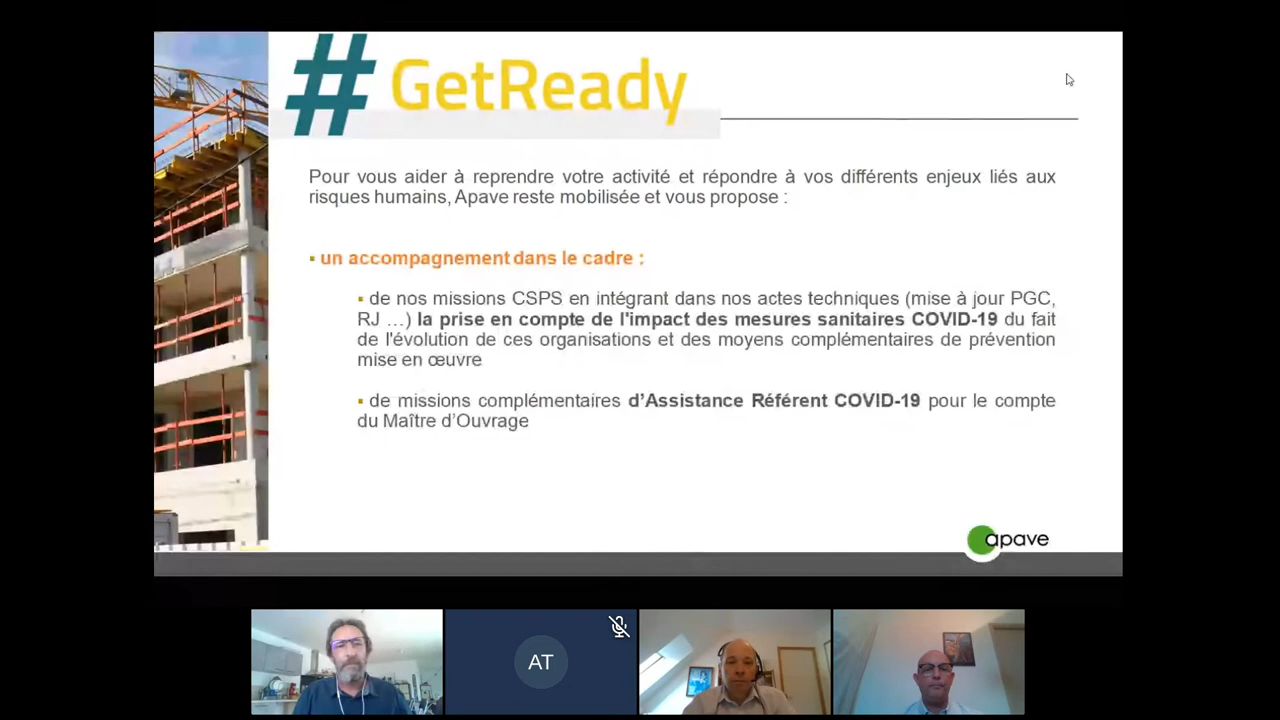 #GetReady
Pour vous aider à reprendre votre activité et répondre à vos différents enjeux liés aux
risques humains, Apave reste mobilisée et vous propose :
▪ un accompagnement dans le cadre :
▪ de nos missions CSPS en intégrant dans nos actes techniques (mise à jour PGC,
RJ …) la prise en compte de l'impact des mesures sanitaires COVID-19 du fait
de l'évolution de ces organisations et des moyens complémentaires de prévention
mise en œuvre
▪ de missions complémentaires d’Assistance Référent COVID-19 pour le compte
du Maître d’Ouvrage
apave
AT